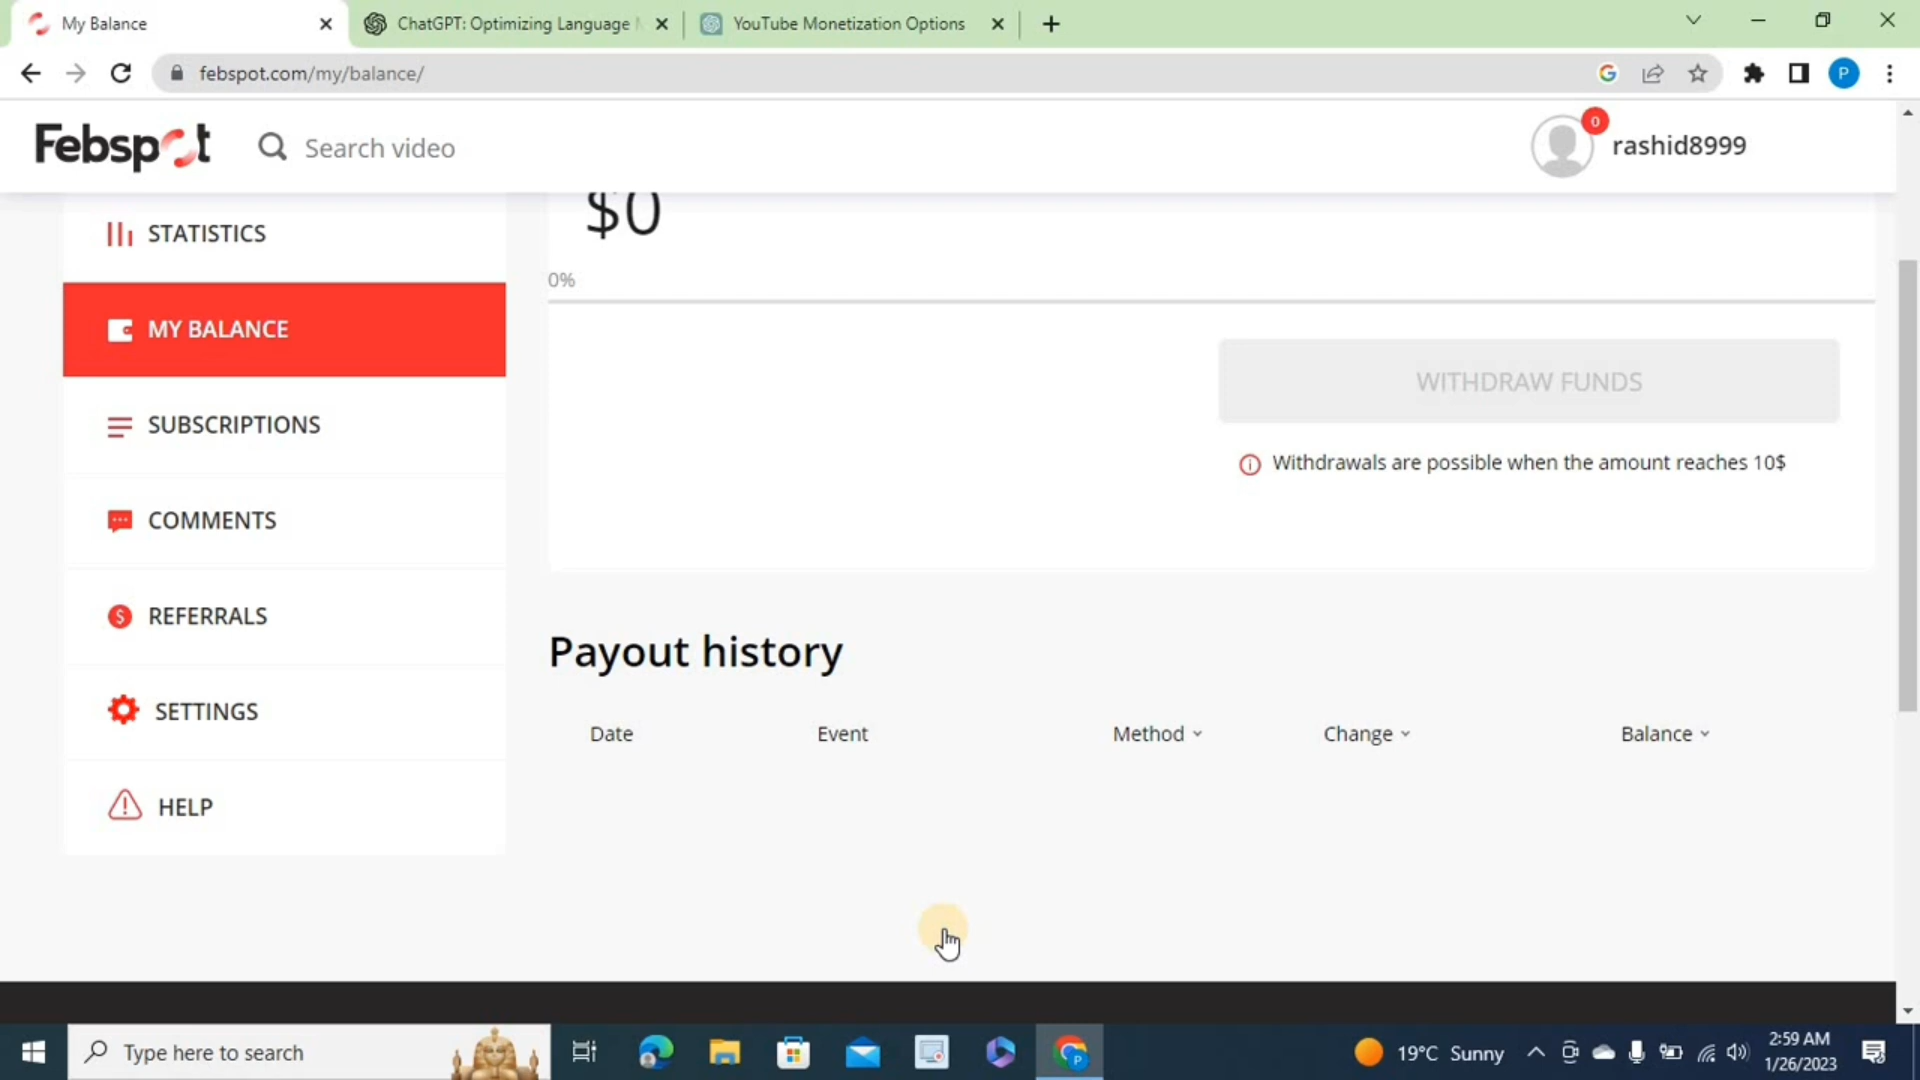 My Balance
ChatGPT: Optimizing Language
YouTube Monetization Options
febspot.com/my/balance/
P
Febspot
Search video
0
rashid8999
$0
0%
STATISTICS
MY BALANCE
SUBSCRIPTIONS
COMMENTS
REFERRALS
SETTINGS
HELP
WITHDRAW FUNDS
Withdrawals are possible when the amount reaches 10$
Payout history
Date Event Method Change Balance
Type here to search
19°C Sunny
2:59 AM
1/26/2023